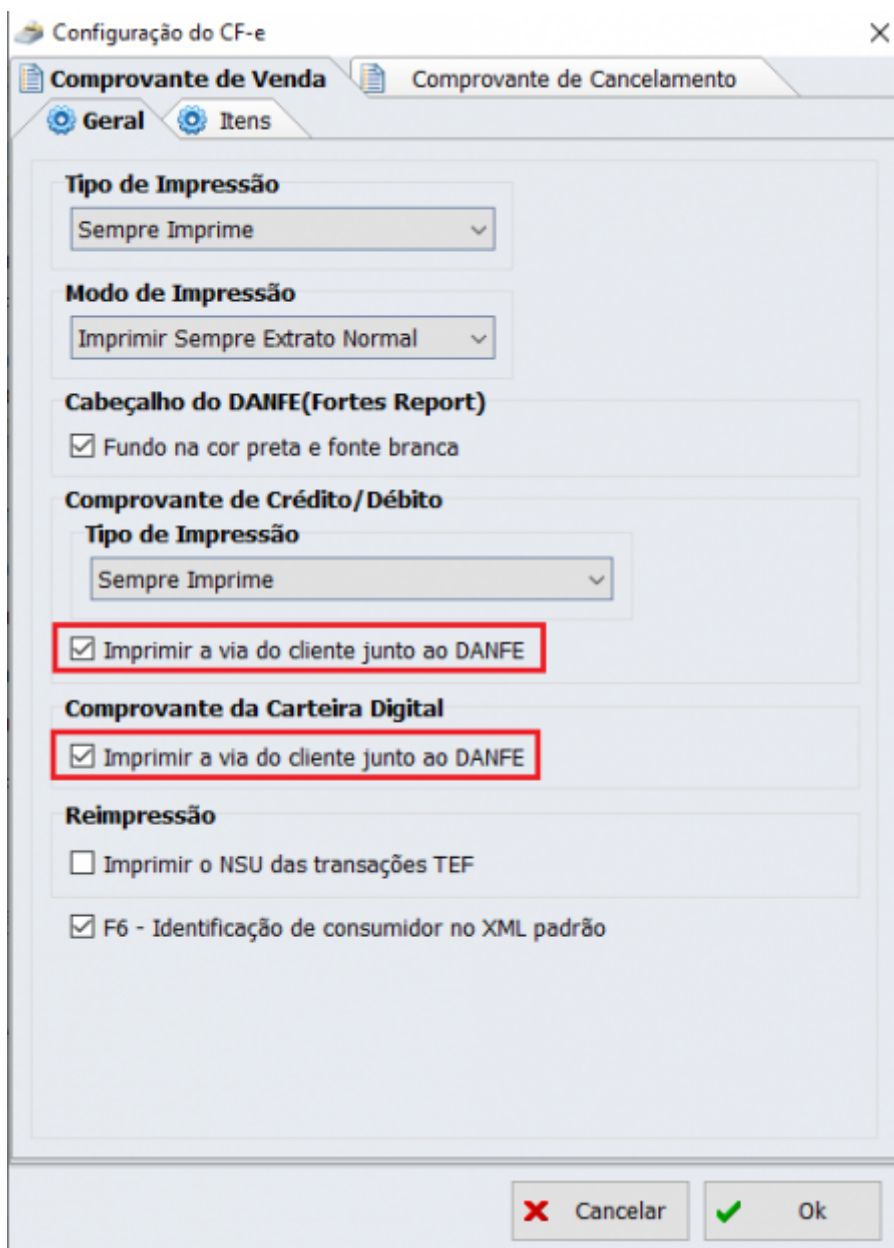 Configuração do CF-e
Comprovante de Venda
Comprovante de Cancelamento
Geral
Itens
Tipo de Impressão
Sempre Imprime
Modo de Impressão
Imprimir Sempre Extrato Normal
Cabeçalho do DANFE(Fortes Report)
Fundo na cor preta e fonte branca
Comprovante de Crédito/Débito
Tipo de Impressão
Sempre Imprime
Imprimir a via do cliente junto ao DANFE
Comprovante da Carteira Digital
Imprimir a via do cliente junto ao DANFE
Reimpressão
Imprimir o NSU das transações TEF
F6 - Identificação de consumidor no XML padrão
Cancelar
Ok